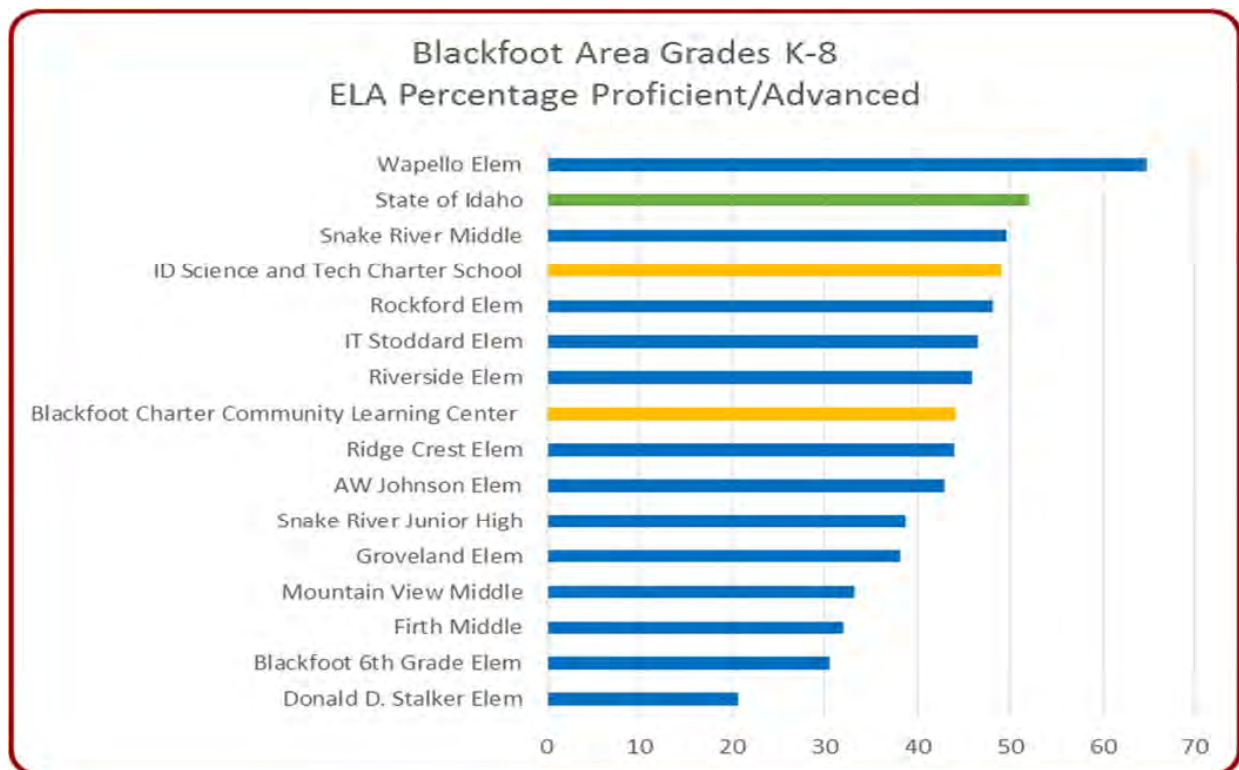 Blackfoot Area Grades K-8
ELA Percentage Proficient/Advanced
Wapello Elem
State of Idaho
Snake River Middle
ID Science and Tech Charter School
Rockford Elem
IT Stoddard Elem
Riverside Elem
Blackfoot Charter Community Learning Center
Ridge Crest Elem
AW Johnson Elem
Snake River Junior High
Groveland Elem
Mountain View Middle
Firth Middle
Blackfoot 6th Grade Elem
Donald D. Stalker Elem
0 10 20 30 40 50 60 70